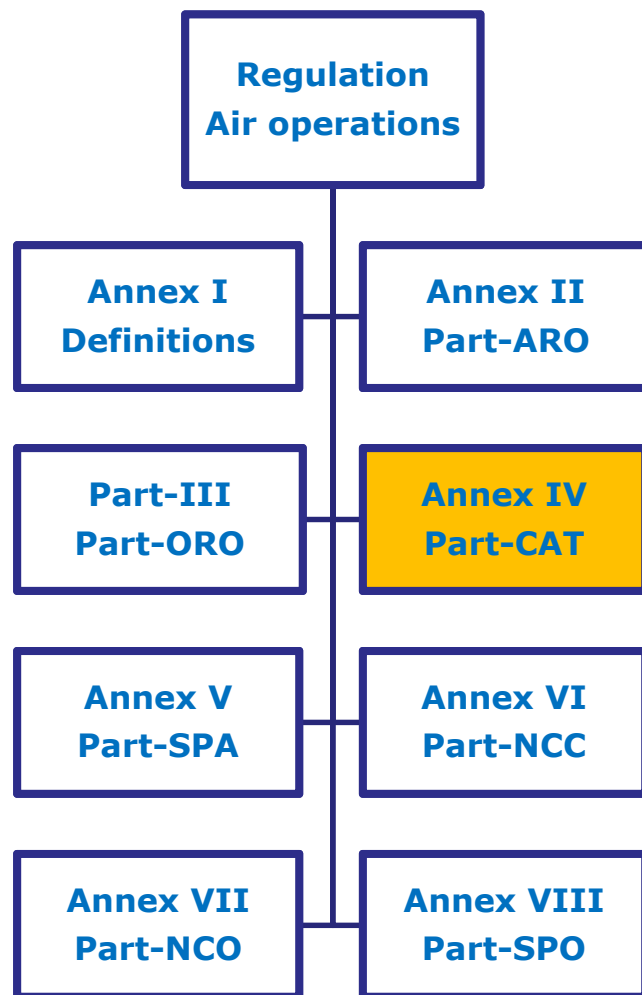 Regulation
Air operations
Annex I
Definitions
Annex II
Part-ARO
Part-III
Part-ORO
Annex IV
Part-CAT
Annex V
Part-SPA
Annex VI
Part-NCC
Annex VII
Part-NCO
Annex VIII
Part-SPO